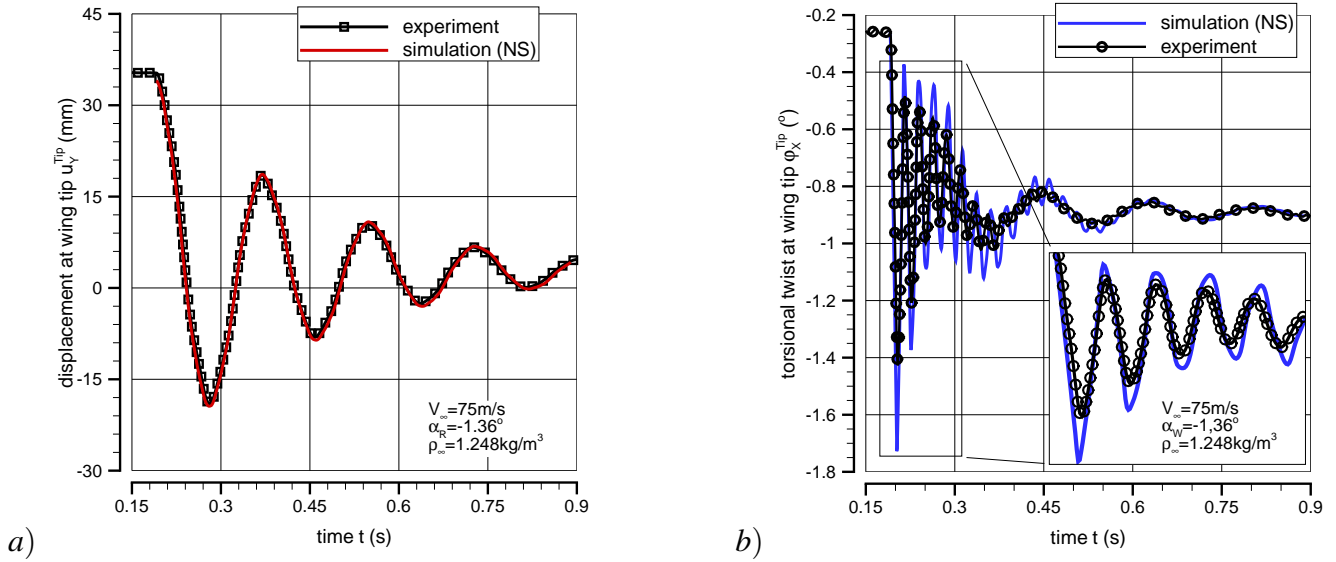 45
30
15
0
-15
-30
displacement at wing tip u_Y^Tip (mm)
experiment
simulation (NS)
V∞=75m/s
α_R=-1.36°
ρ∞=1.248kg/m³
0.15 0.3 0.45 0.6 0.75 0.9
time t (s)
a)
-0.2
-0.4
-0.6
-0.8
-1
-1.2
-1.4
-1.6
-1.8
torsional twist at wing tip φ_X^Tip (°)
simulation (NS)
experiment
V∞=75m/s
α_W=-1,36°
ρ∞=1.248kg/m³
0.15 0.3 0.45 0.6 0.75 0.9
time t (s)
b)